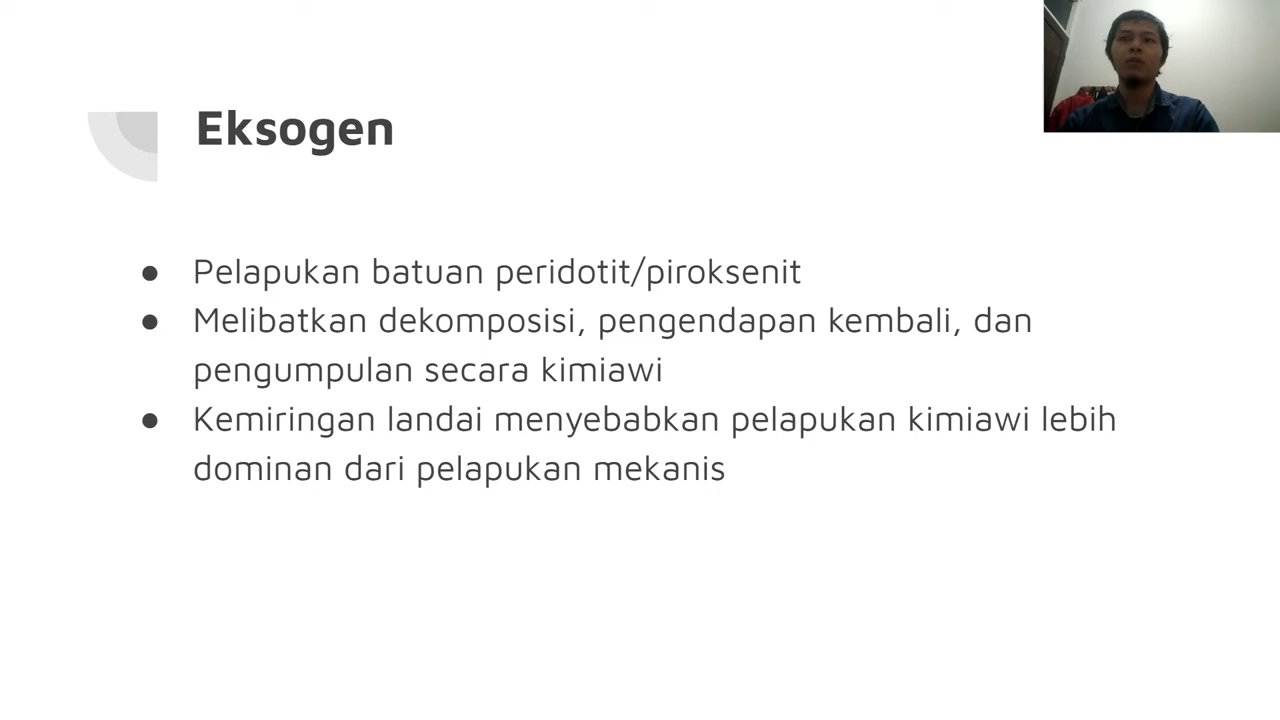 Eksogen
● Pelapukan batuan peridotit/piroksenit
● Melibatkan dekomposisi, pengendapan kembali, dan
pengumpulan secara kimiawi
● Kemiringan landai menyebabkan pelapukan kimiawi lebih
dominan dari pelapukan mekanis